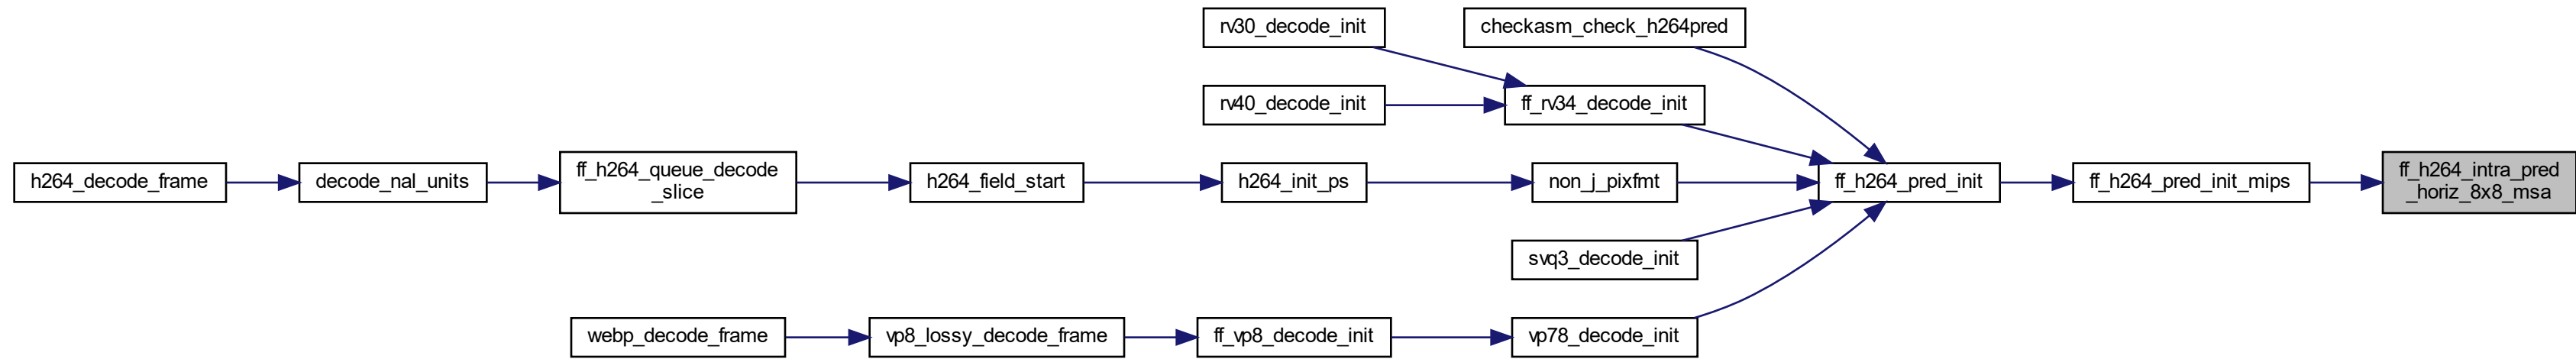 rv30_decode_init
checkasm_check_h264pred
rv40_decode_init
ff_rv34_decode_init
h264_decode_frame
decode_nal_units
ff_h264_queue_decode
_slice
h264_field_start
h264_init_ps
non_j_pixfmt
ff_h264_pred_init
ff_h264_pred_init_mips
ff_h264_intra_pred
_horiz_8x8_msa
svq3_decode_init
webp_decode_frame
vp8_lossy_decode_frame
ff_vp8_decode_init
vp78_decode_init